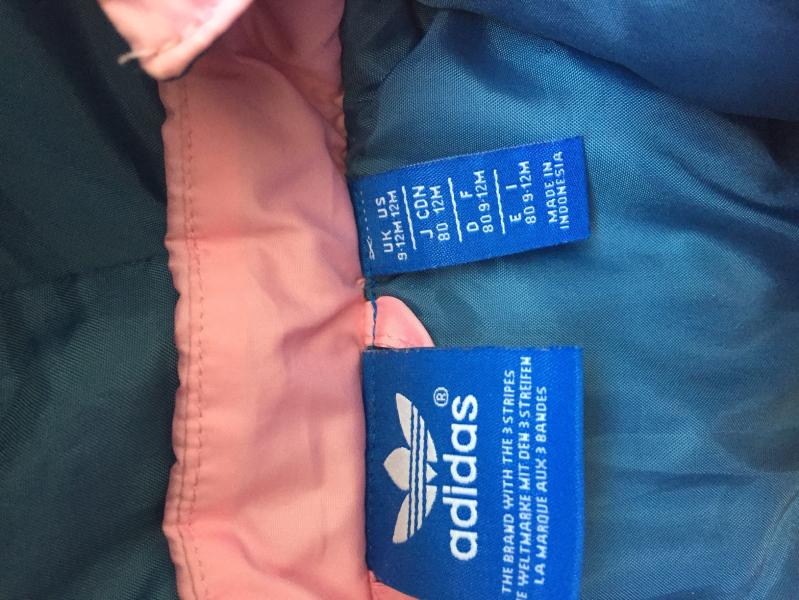 UK US
9-12M 12M
J CDN
80 12M
D F
80 9-12M
E I
80 9-12M
MADE IN
INDONESIA
adidas®
THE BRAND WITH THE 3 STRIPES
WELTMARKE MIT DEN 3 STREIFEN
LA MARQUE AUX 3 BANDES